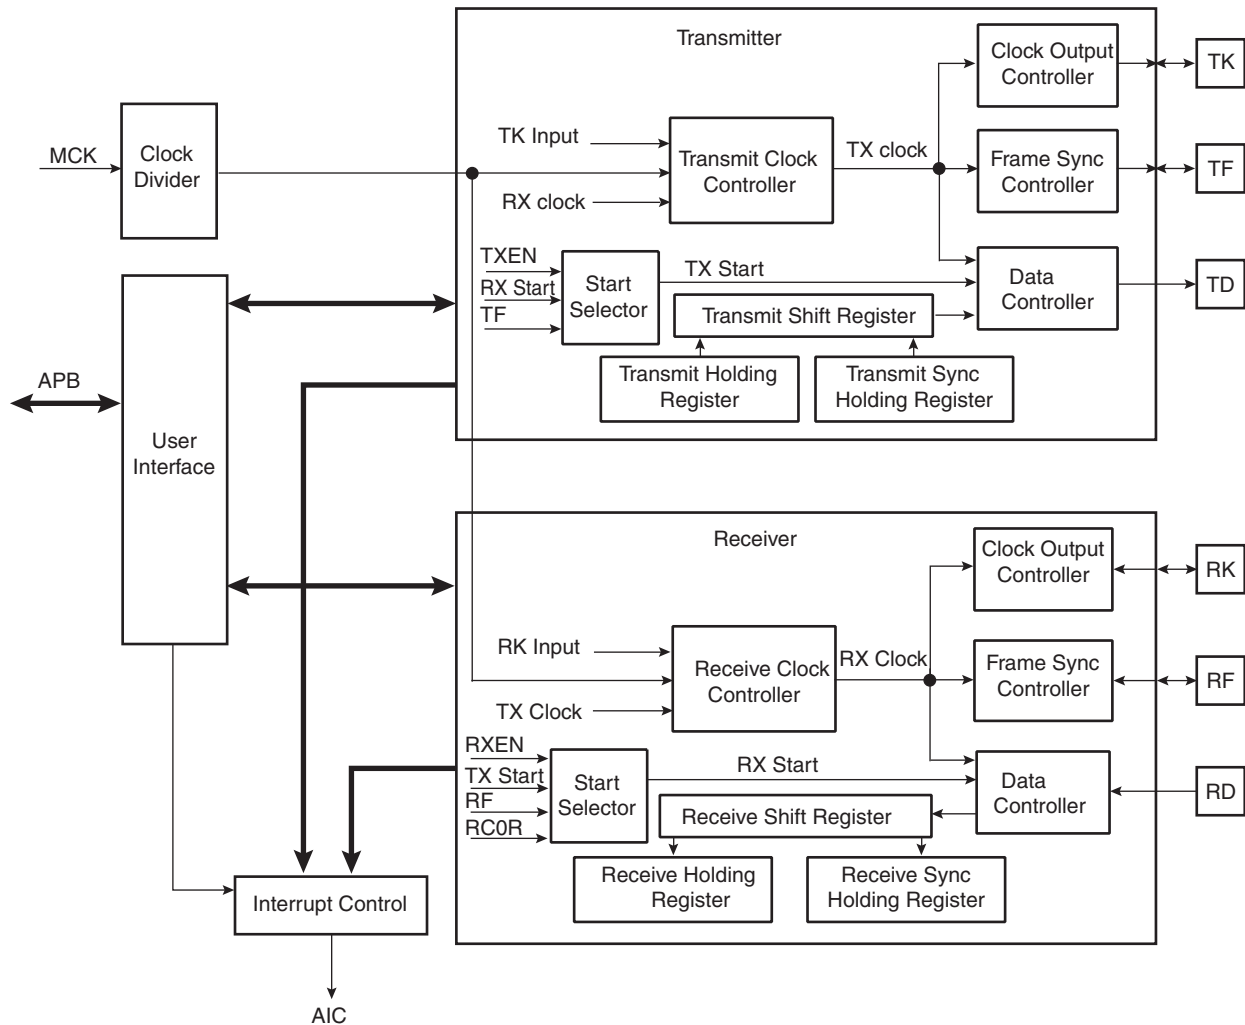 Transmitter
Clock Output
Controller
TK
MCK
Clock
Divider
TK Input
Transmit Clock
Controller
RX clock
TX clock
Frame Sync
Controller
TF
TXEN
RX Start
TF
Start
Selector
TX Start
Data
Controller
TD
Transmit Shift Register
Transmit Holding
Register
Transmit Sync
Holding Register
APB
User
Interface
Receiver
Clock Output
Controller
RK
RK Input
Receive Clock
Controller
TX Clock
RX Clock
Frame Sync
Controller
RF
RXEN
TX Start
RF
RC0R
Start
Selector
RX Start
Data
Controller
RD
Receive Shift Register
Receive Holding
Register
Receive Sync
Holding Register
Interrupt Control
AIC